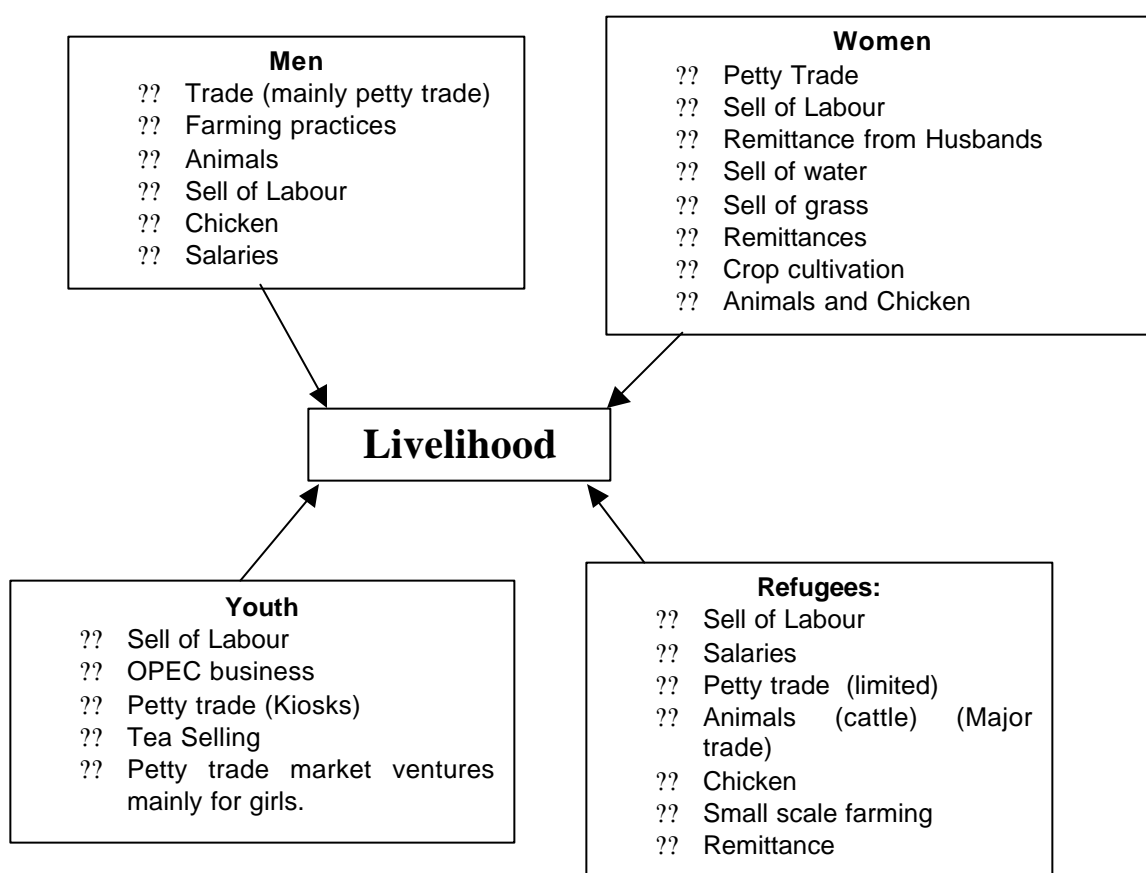 Men
?? Trade (mainly petty trade)
?? Farming practices
?? Animals
?? Sell of Labour
?? Chicken
?? Salaries
Women
?? Petty Trade
?? Sell of Labour
?? Remittance from Husbands
?? Sell of water
?? Sell of grass
?? Remittances
?? Crop cultivation
?? Animals and Chicken
Livelihood
Youth
?? Sell of Labour
?? OPEC business
?? Petty trade (Kiosks)
?? Tea Selling
?? Petty trade market ventures
mainly for girls.
Refugees:
?? Sell of Labour
?? Salaries
?? Petty trade (limited)
?? Animals (cattle) (Major
trade)
?? Chicken
?? Small scale farming
?? Remittance